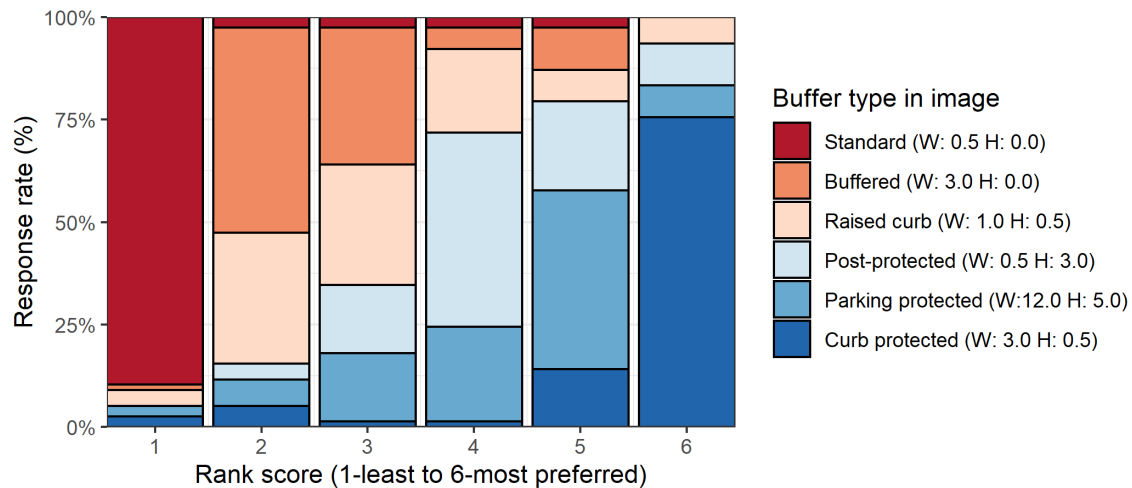 100%
75%
50%
25%
0%
Response rate (%)
1 2 3 4 5 6
Rank score (1-least to 6-most preferred)
Buffer type in image
Standard (W: 0.5 H: 0.0)
Buffered (W: 3.0 H: 0.0)
Raised curb (W: 1.0 H: 0.5)
Post-protected (W: 0.5 H: 3.0)
Parking protected (W:12.0 H: 5.0)
Curb protected (W: 3.0 H: 0.5)